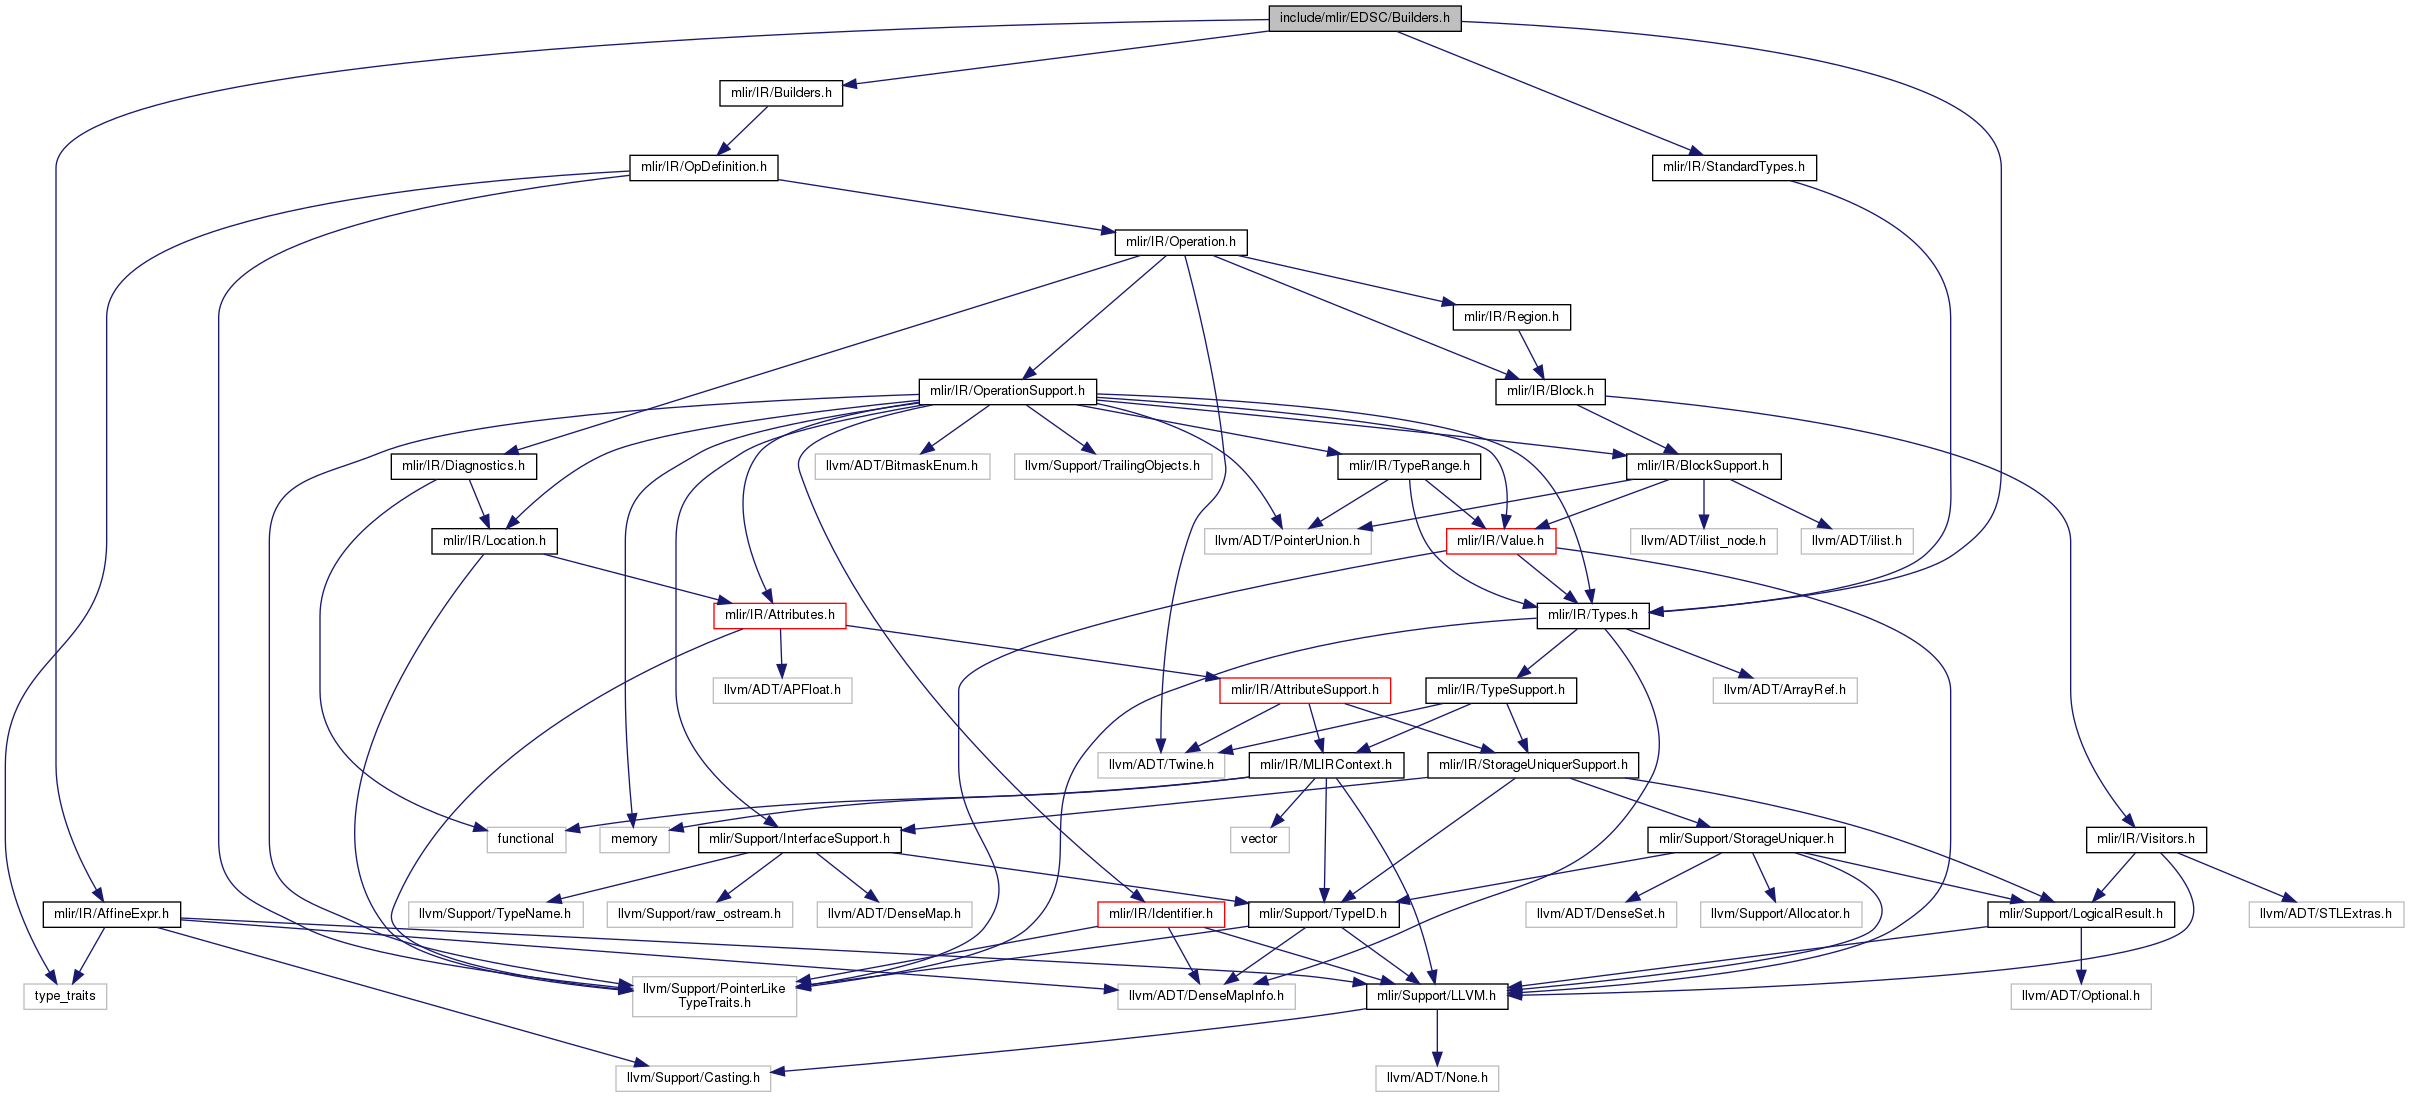 include/mlir/EDSC/Builders.h
mlir/IR/Builders.h
mlir/IR/OpDefinition.h
mlir/IR/StandardTypes.h
mlir/IR/Operation.h
mlir/IR/Region.h
mlir/IR/OperationSupport.h
mlir/IR/Block.h
mlir/IR/Diagnostics.h
llvm/ADT/BitmaskEnum.h
llvm/Support/TrailingObjects.h
mlir/IR/TypeRange.h
mlir/IR/BlockSupport.h
mlir/IR/Location.h
llvm/ADT/PointerUnion.h
mlir/IR/Value.h
llvm/ADT/ilist_node.h
llvm/ADT/ilist.h
mlir/IR/Attributes.h
mlir/IR/Types.h
llvm/ADT/APFloat.h
mlir/IR/AttributeSupport.h
mlir/IR/TypeSupport.h
llvm/ADT/ArrayRef.h
llvm/ADT/Twine.h
mlir/IR/MLIRContext.h
mlir/IR/StorageUniquerSupport.h
functional
memory
mlir/Support/InterfaceSupport.h
vector
mlir/Support/StorageUniquer.h
mlir/IR/Visitors.h
mlir/IR/AffineExpr.h
llvm/Support/TypeName.h
llvm/Support/raw_ostream.h
llvm/ADT/DenseMap.h
mlir/IR/Identifier.h
mlir/Support/TypeID.h
llvm/ADT/DenseSet.h
llvm/Support/Allocator.h
mlir/Support/LogicalResult.h
llvm/ADT/STLExtras.h
type_traits
llvm/Support/PointerLike
TypeTraits.h
llvm/ADT/DenseMapInfo.h
mlir/Support/LLVM.h
llvm/ADT/Optional.h
llvm/Support/Casting.h
llvm/ADT/None.h